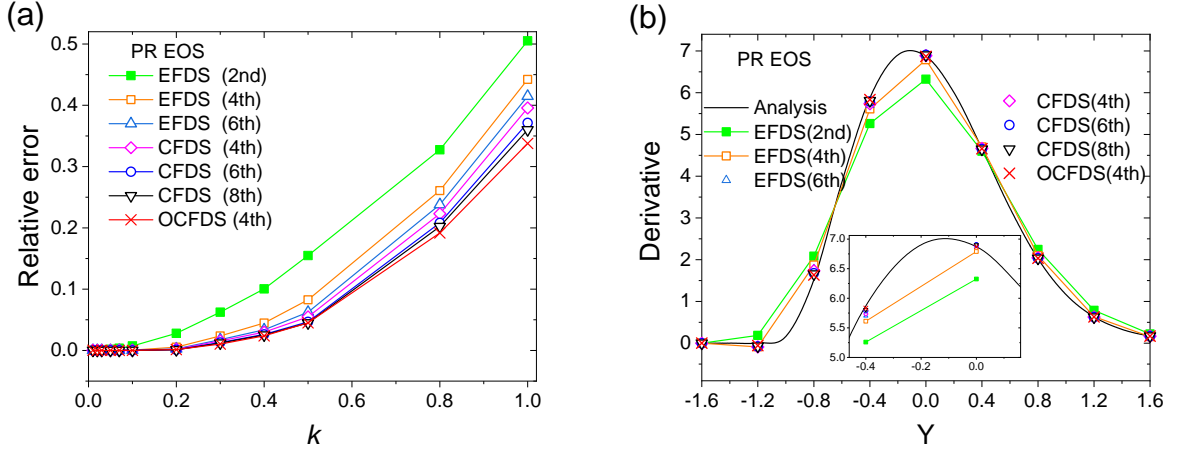 (a)
PR EOS
EFDS (2nd)
EFDS (4th)
EFDS (6th)
CFDS (4th)
CFDS (6th)
CFDS (8th)
OCFDS (4th)
Relative error
0.5
0.4
0.3
0.2
0.1
0.0
0.0 0.2 0.4 0.6 0.8 1.0
k
(b)
PR EOS
Analysis
EFDS(2nd)
EFDS(4th)
EFDS(6th)
CFDS(4th)
CFDS(6th)
CFDS(8th)
OCFDS(4th)
Derivative
7
6
5
4
3
2
1
0
-1.6 -1.2 -0.8 -0.4 0.0 0.4 0.8 1.2 1.6
Y
7.0
6.5
6.0
5.5
5.0
-0.4 -0.2 0.0